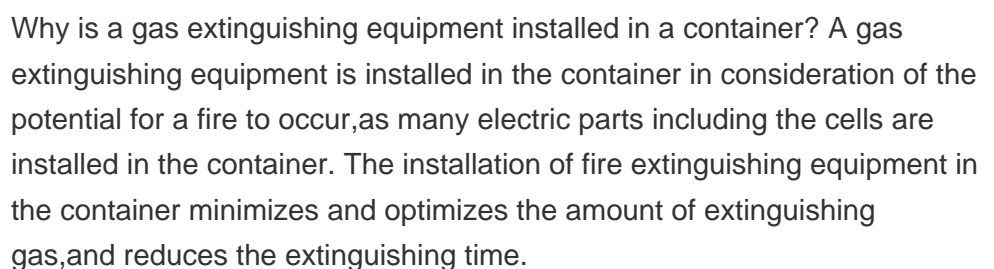 Why is a gas extinguishing equipment installed in a container? A gas
extinguishing equipment is installed in the container in consideration of the
potential for a fire to occur,as many electric parts including the cells are
installed in the container. The installation of fire extinguishing equipment in
the container minimizes and optimizes the amount of extinguishing
gas,and reduces the extinguishing time.